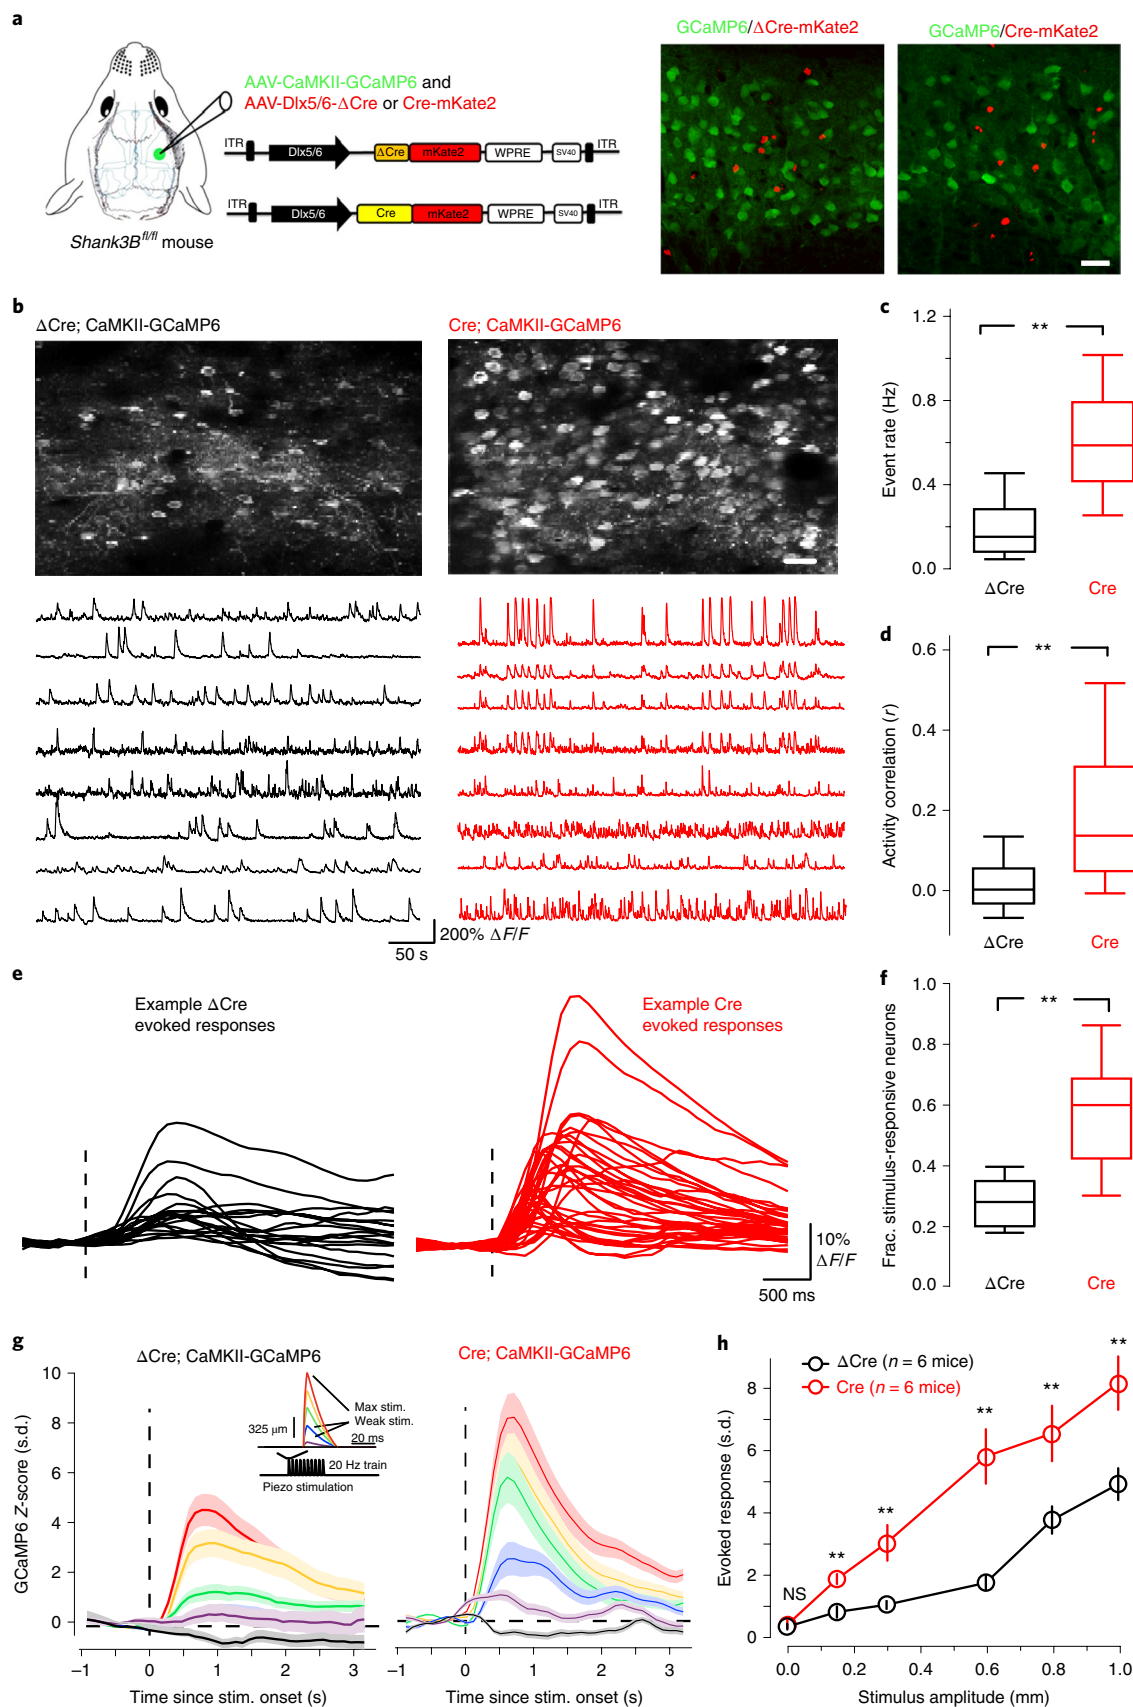 a
AAV-CaMKII-GCaMP6 and
AAV-Dlx5/6-ΔCre or Cre-mKate2
ITR
Dlx5/6
ΔCre
mKate2
WPRE
SV40
ITR
Dlx5/6
Cre
mKate2
WPRE
SV40
ITR
ITR
Shank3Bfl/fl mouse
GCaMP6/ΔCre-mKate2
GCaMP6/Cre-mKate2
b
ΔCre; CaMKII-GCaMP6
Cre; CaMKII-GCaMP6
200% ΔF/F
50 s
c
Event rate (Hz)
1.2
0.8
0.4
0.0
**
ΔCre
Cre
d
Activity correlation (r)
0.6
0.4
0.2
0.0
**
ΔCre
Cre
e
Example ΔCre
evoked responses
Example Cre
evoked responses
10%
ΔF/F
500 ms
f
Frac. stimulus-responsive neurons
1.0
0.8
0.6
0.4
0.2
0.0
**
ΔCre
Cre
g
ΔCre; CaMKII-GCaMP6
Cre; CaMKII-GCaMP6
GCaMP6 Z-score (s.d.)
10
8
6
4
2
0
325 μm
Max stim.
Weak stim.
20 ms
20 Hz train
Piezo stimulation
−1
0
1
2
3
Time since stim. onset (s)
−1
0
1
2
3
Time since stim. onset (s)
h
ΔCre (n = 6 mice)
Cre (n = 6 mice)
Evoked response (s.d.)
8
6
4
2
0
NS
**
**
**
**
**
0.0
0.2
0.4
0.6
0.8
1.0
Stimulus amplitude (mm)